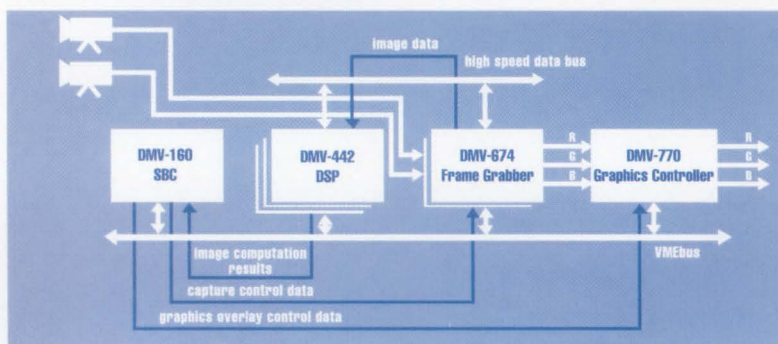 image data
high speed data bus
DMV-160
SBC
DMV-442
DSP
DMV-674
Frame Grabber
R
G
B
DMV-770
Graphics Controller
R
G
B
VMEbus
image computation
results
capture control data
graphics overlay control data